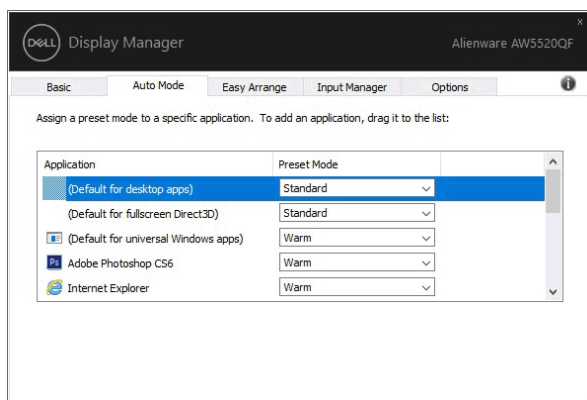 x
DELL Display Manager Alienware AW5520QF
Basic Auto Mode Easy Arrange Input Manager Options i
Assign a preset mode to a specific application. To add an application, drag it to the list:
Application Preset Mode
(Default for desktop apps) Standard
(Default for fullscreen Direct3D) Standard
(Default for universal Windows apps) Warm
Ps Adobe Photoshop CS6 Warm
Internet Explorer Warm